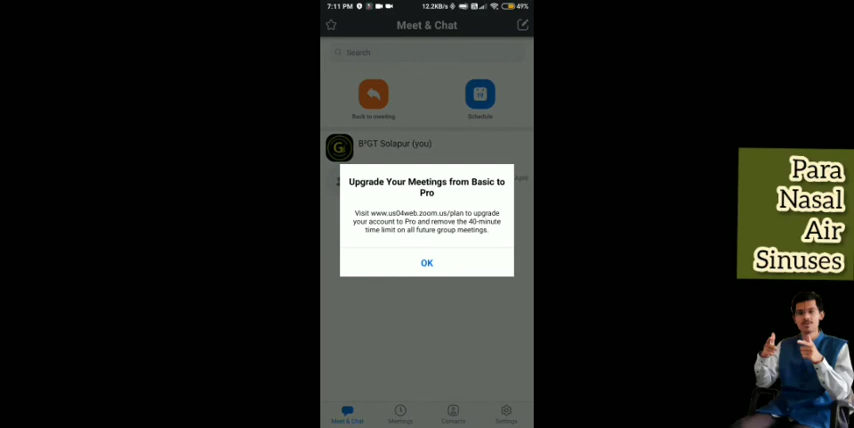 7:11 PM
12.2KB/s
49%
Meet & Chat
Search
Back to meeting
Schedule
B²GT Solapur (you)
Upgrade Your Meetings from Basic to
Pro
Visit www.us04web.zoom.us/plan to upgrade
your account to Pro and remove the 40-minute
time limit on all future group meetings.
OK
Meet & Chat
Meetings
Contacts
Settings
Para
Nasal
Air
Sinuses